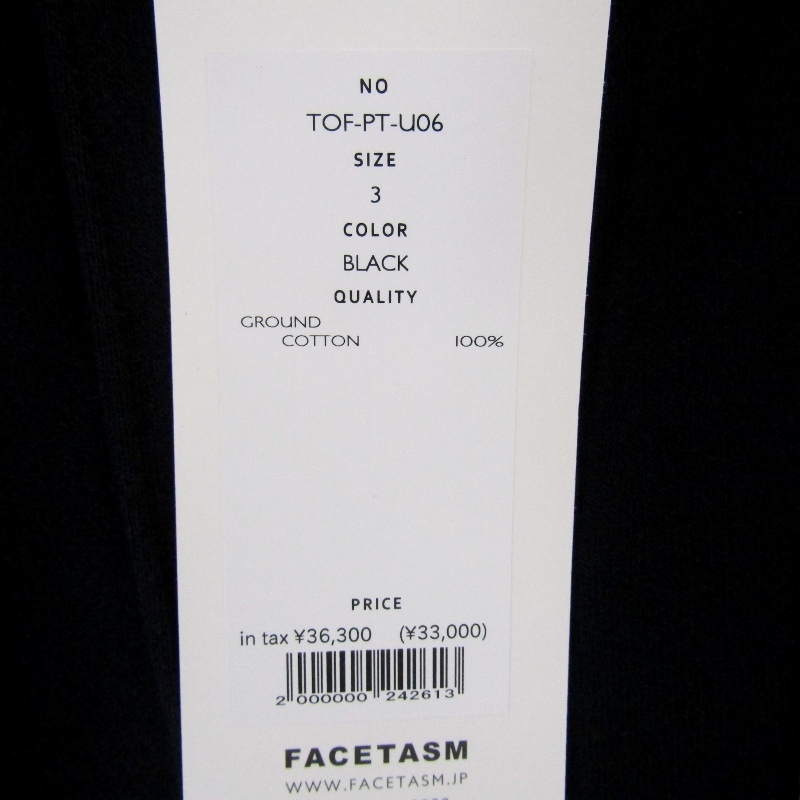 NO
TOF-PT-U06
SIZE
3
COLOR
BLACK
QUALITY
GROUND
COTTON 100%
PRICE
in tax ¥36,300 (¥33,000)
2 000000 242613
FACETASM
WWW.FACETASM.JP